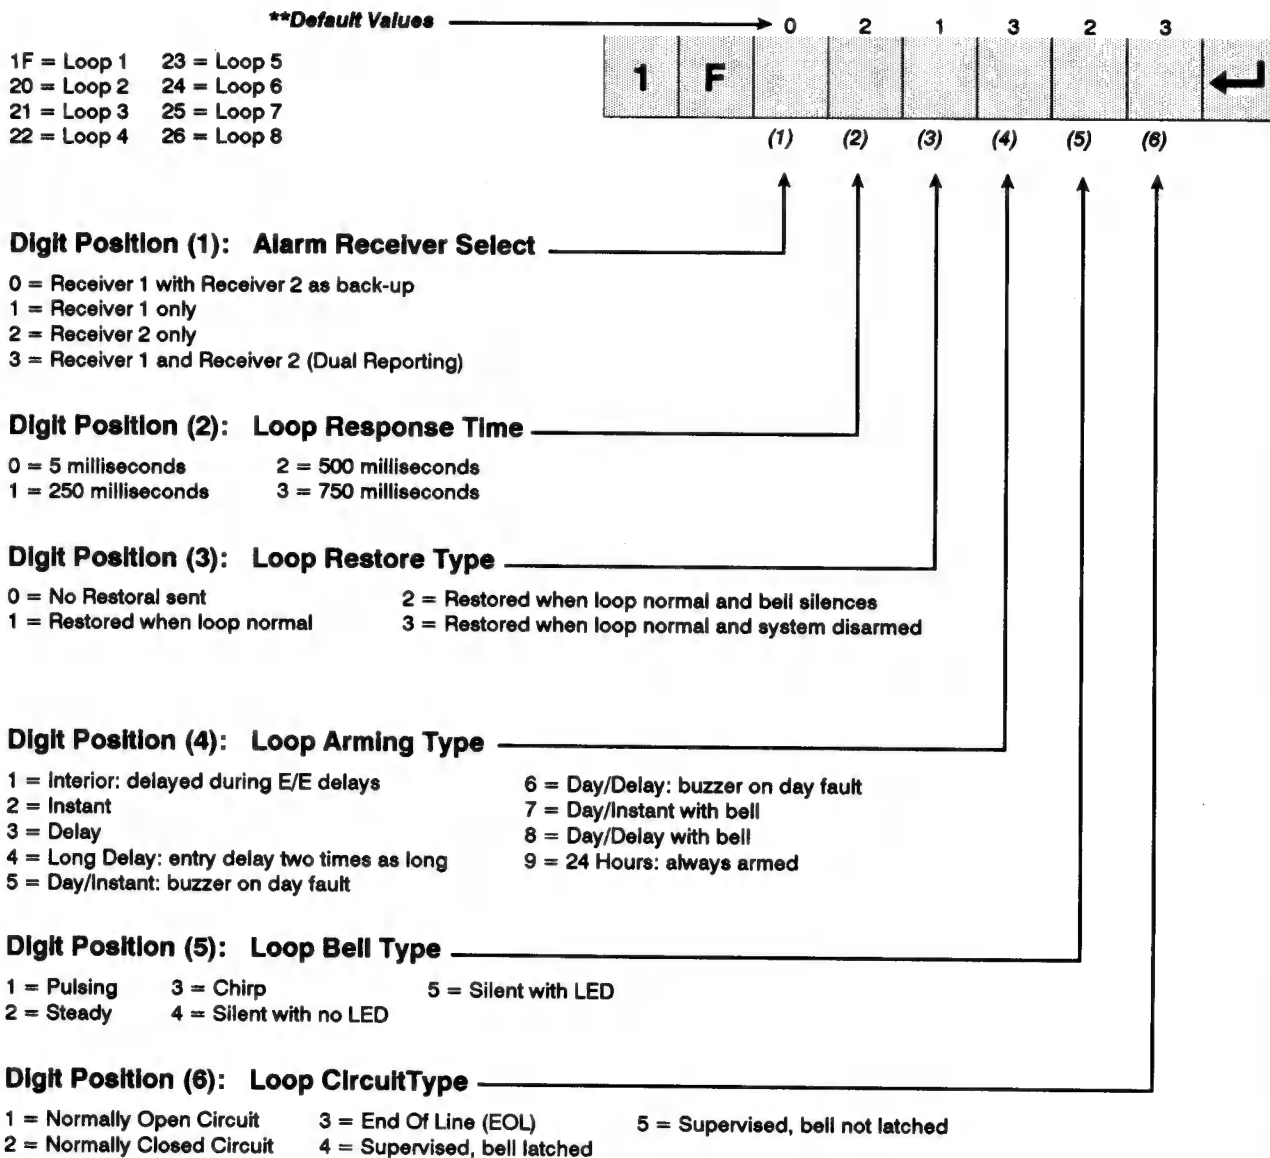 **Default Values 0 2 1 3 2 3
1F = Loop 1 23 = Loop 5
20 = Loop 2 24 = Loop 6
21 = Loop 3 25 = Loop 7
22 = Loop 4 26 = Loop 8
1 F
(1) (2) (3) (4) (5) (6)
Digit Position (1): Alarm Receiver Select
0 = Receiver 1 with Receiver 2 as back-up
1 = Receiver 1 only
2 = Receiver 2 only
3 = Receiver 1 and Receiver 2 (Dual Reporting)
Digit Position (2): Loop Response Time
0 = 5 milliseconds 2 = 500 milliseconds
1 = 250 milliseconds 3 = 750 milliseconds
Digit Position (3): Loop Restore Type
0 = No Restoral sent 2 = Restored when loop normal and bell silences
1 = Restored when loop normal 3 = Restored when loop normal and system disarmed
Digit Position (4): Loop Arming Type
1 = Interior: delayed during E/E delays 6 = Day/Delay: buzzer on day fault
2 = Instant 7 = Day/Instant with bell
3 = Delay 8 = Day/Delay with bell
4 = Long Delay: entry delay two times as long 9 = 24 Hours: always armed
5 = Day/Instant: buzzer on day fault
Digit Position (5): Loop Bell Type
1 = Pulsing 3 = Chirp 5 = Silent with LED
2 = Steady 4 = Silent with no LED
Digit Position (6): Loop CircuitType
1 = Normally Open Circuit 3 = End Of Line (EOL) 5 = Supervised, bell not latched
2 = Normally Closed Circuit 4 = Supervised, bell latched